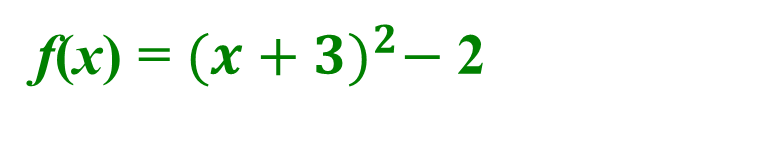 f(x) = (x + 3)² – 2